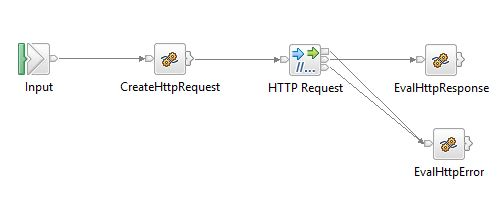 //...
Input
CreateHttpRequest
HTTP Request
EvalHttpResponse
EvalHttpError